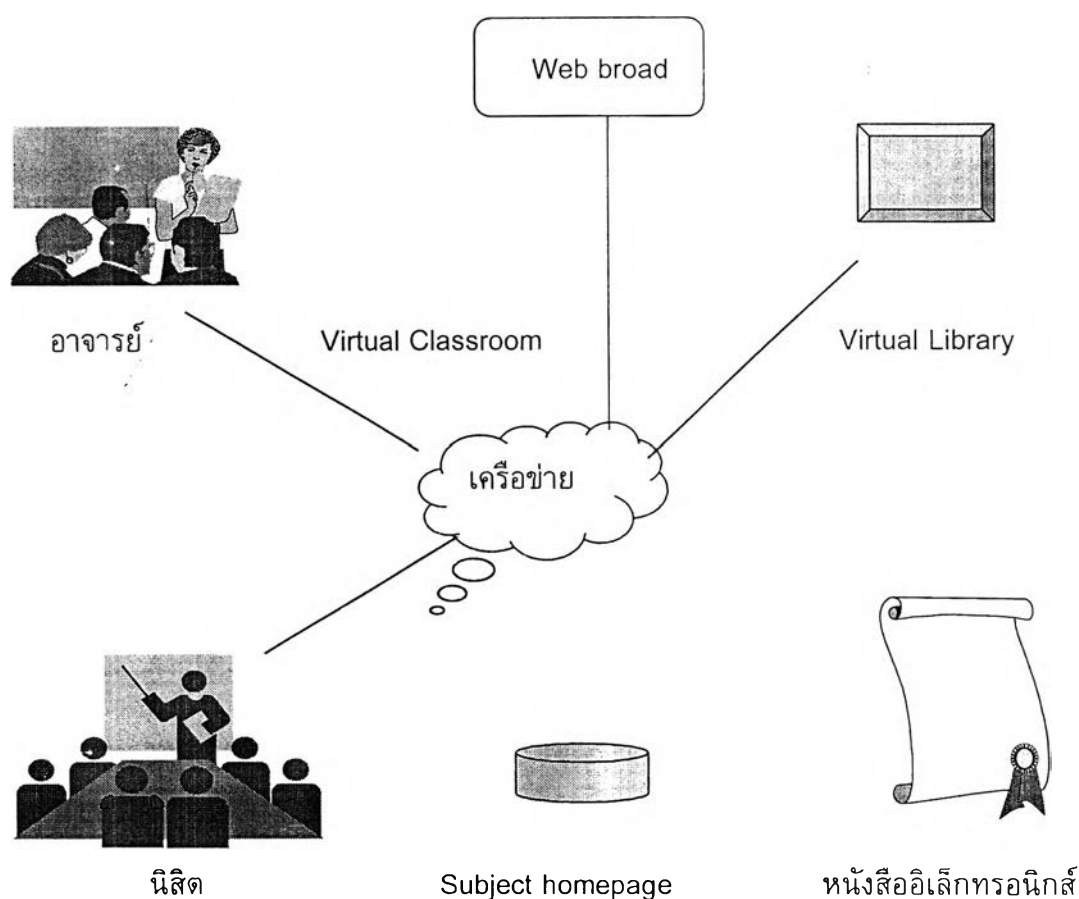 Web broad
อาจารย์
Virtual Classroom
Virtual Library
เครือข่าย
นิสิต
Subject homepage
หนังสืออิเล็กทรอนิกส์